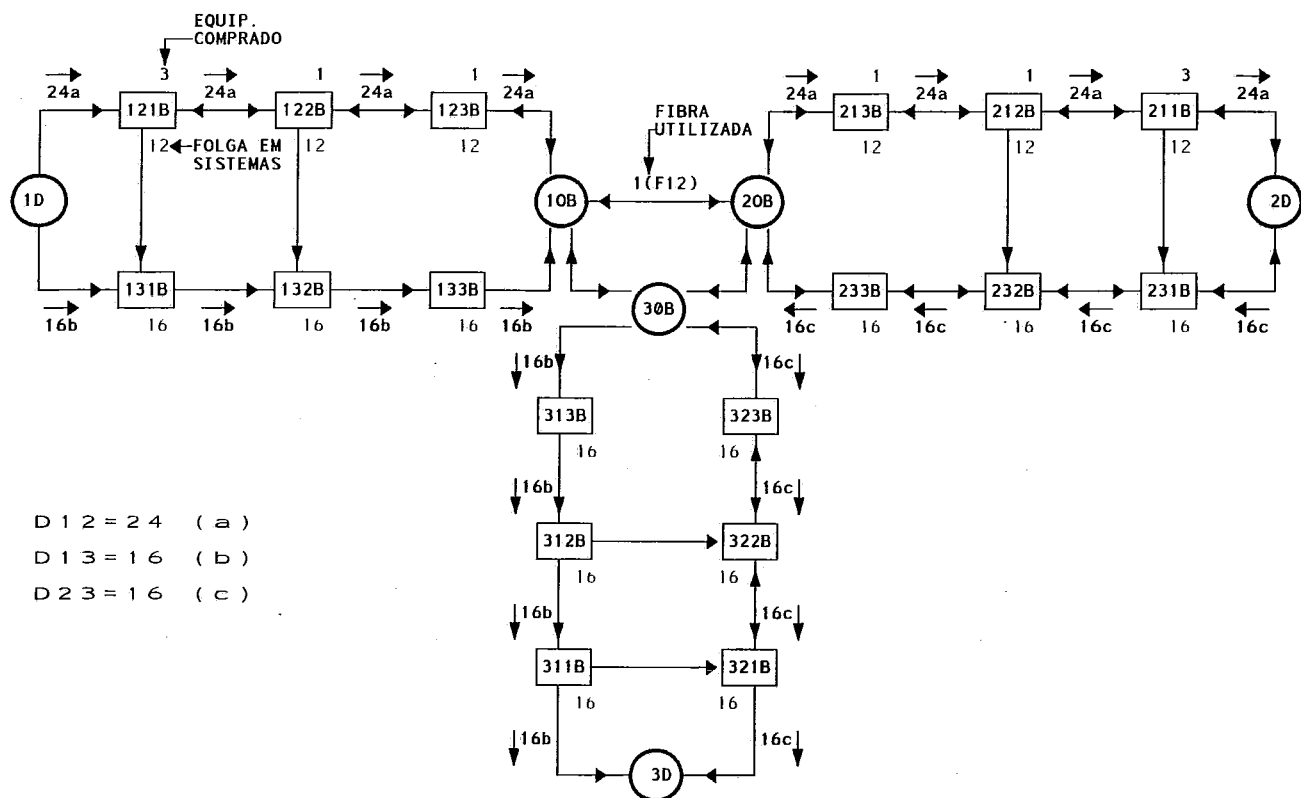 EQUIP.
COMPRADO
3 1 1 1 1 3
24a 24a 24a 24a 24a 24a 24a 24a
121B 122B 123B 213B 212B 211B
FIBRA
UTILIZADA
12 FOLGA EM
SISTEMAS
12 12 12 12 12
1(F12)
1D 10B 20B 2D
131B 132B 133B 30B 233B 232B 231B
16b 16 16b 16 16b 16 16b 16c 16 16c 16 16c 16 16c
16b 16c
313B 323B
16 16
16b 16c
D12=24 (a)
312B 322B
D13=16 (b)
16 16
D23=16 (c)
16b 16c
311B 321B
16 16
16b 16c
3D